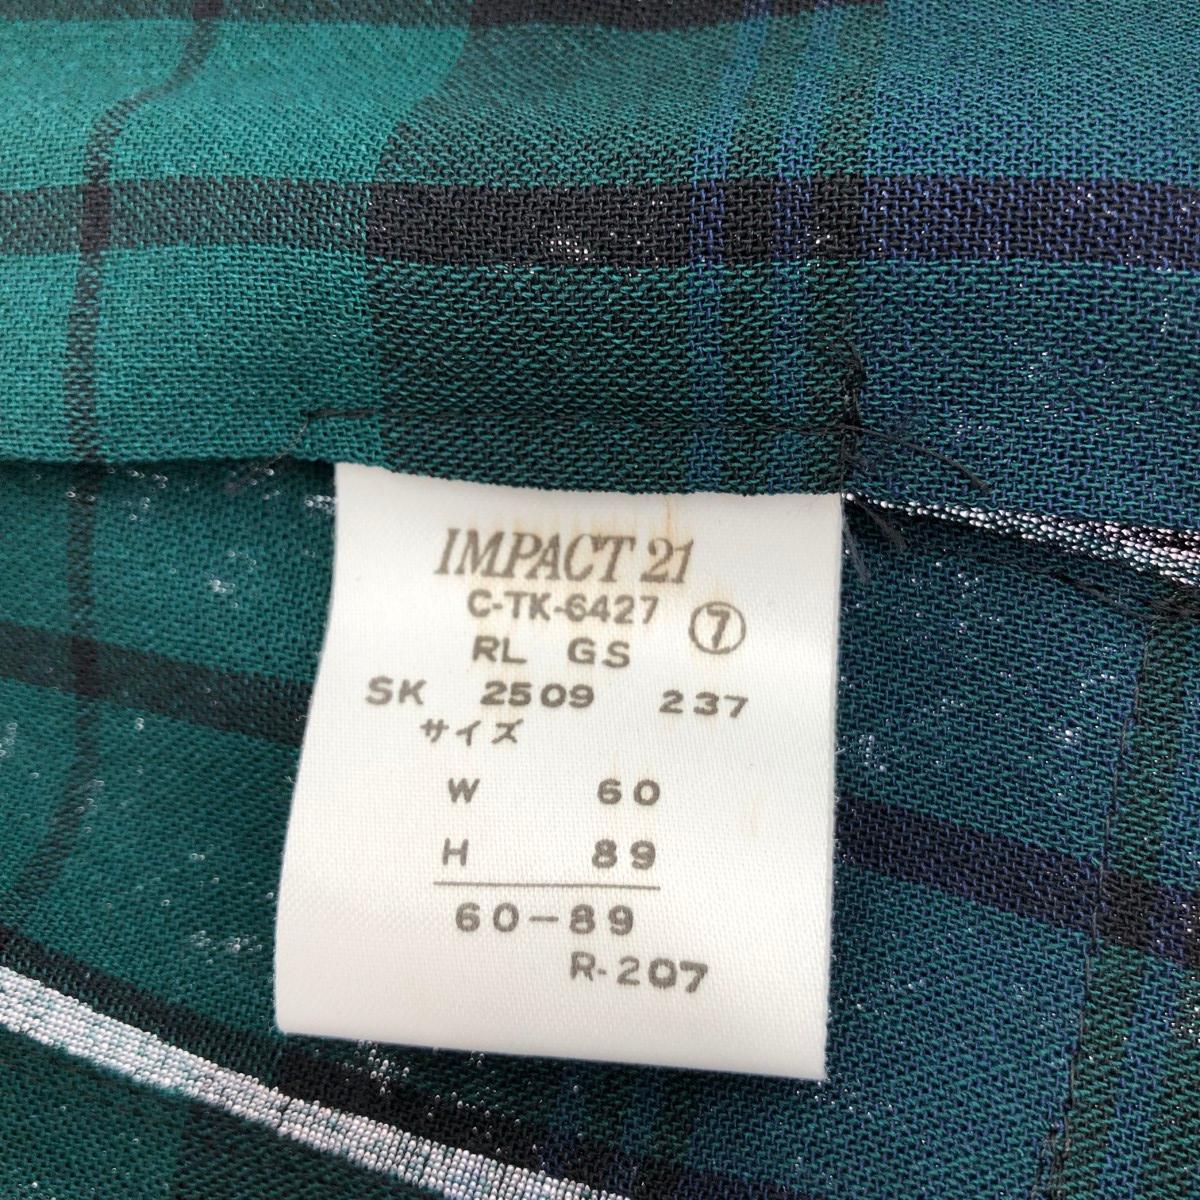 IMPACT 21
C-TK-6427 ⑦
RL GS
SK 2509 237
サイズ
W 60
H 89
60-89
R-207